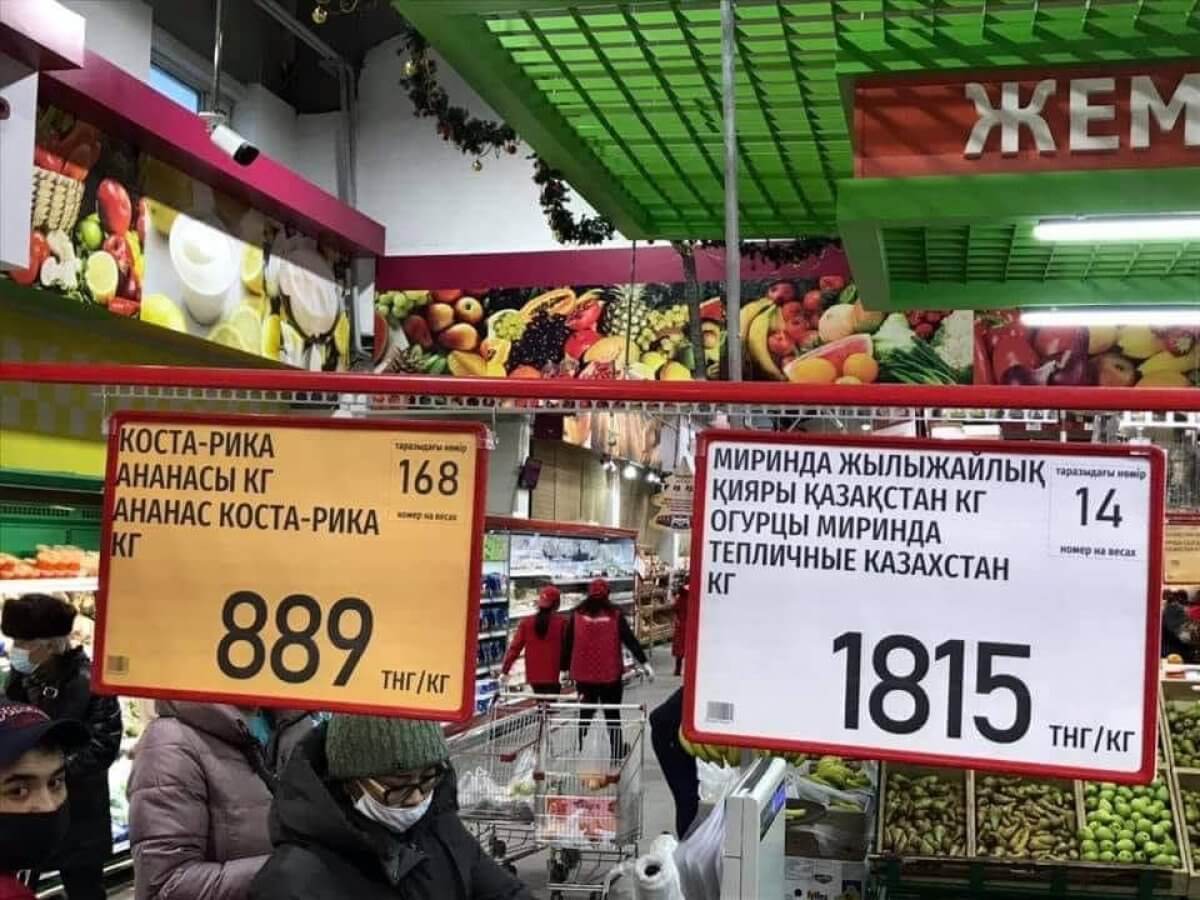 ЖЕМ
КОСТА-РИКА
АНАНАСЫ КГ
АНАНАС КОСТА-РИКА
КГ
таразыдағы нөмір
168
номер на весах
889
ТНГ/КГ
МИРИНДА ЖЫЛЫЖАЙЛЫҚ
ҚИЯРЫ ҚАЗАҚСТАН КГ
ОГУРЦЫ МИРИНДА
ТЕПЛИЧНЫЕ КАЗАХСТАН
КГ
таразыдағы нөмір
14
номер на весах
1815
ТНГ/КГ